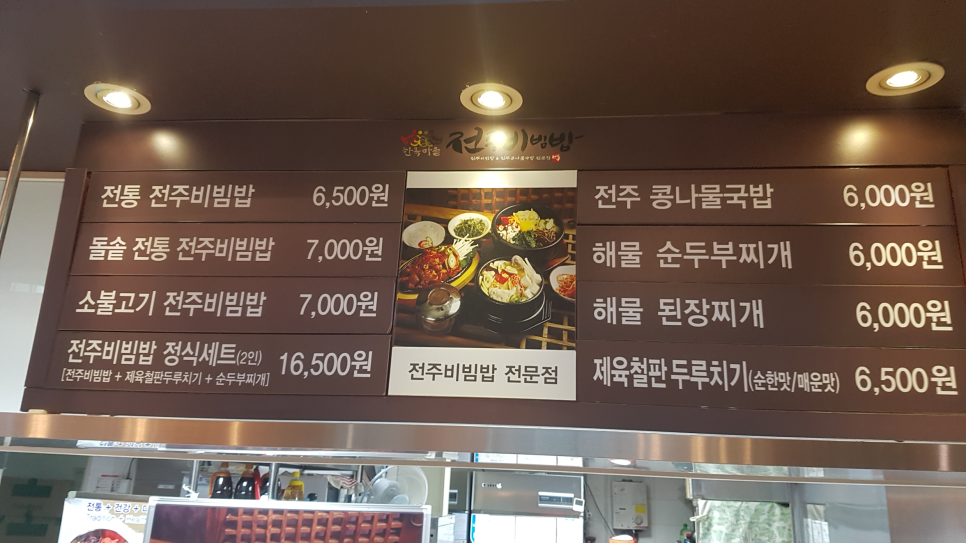 전주비빔밥
전통 전주비빔밥 6,500원
돌솥 전통 전주비빔밥 7,000원
소불고기 전주비빔밥 7,000원
전주비빔밥 정식세트(2인) 16,500원
[전주비빔밥 + 제육철판두루치기 + 순두부찌개]
전주비빔밥 전문점
전주 콩나물국밥 6,000원
해물 순두부찌개 6,000원
해물 된장찌개 6,000원
제육철판 두루치기(순한맛/매운맛) 6,500원
전통 + 건강 +